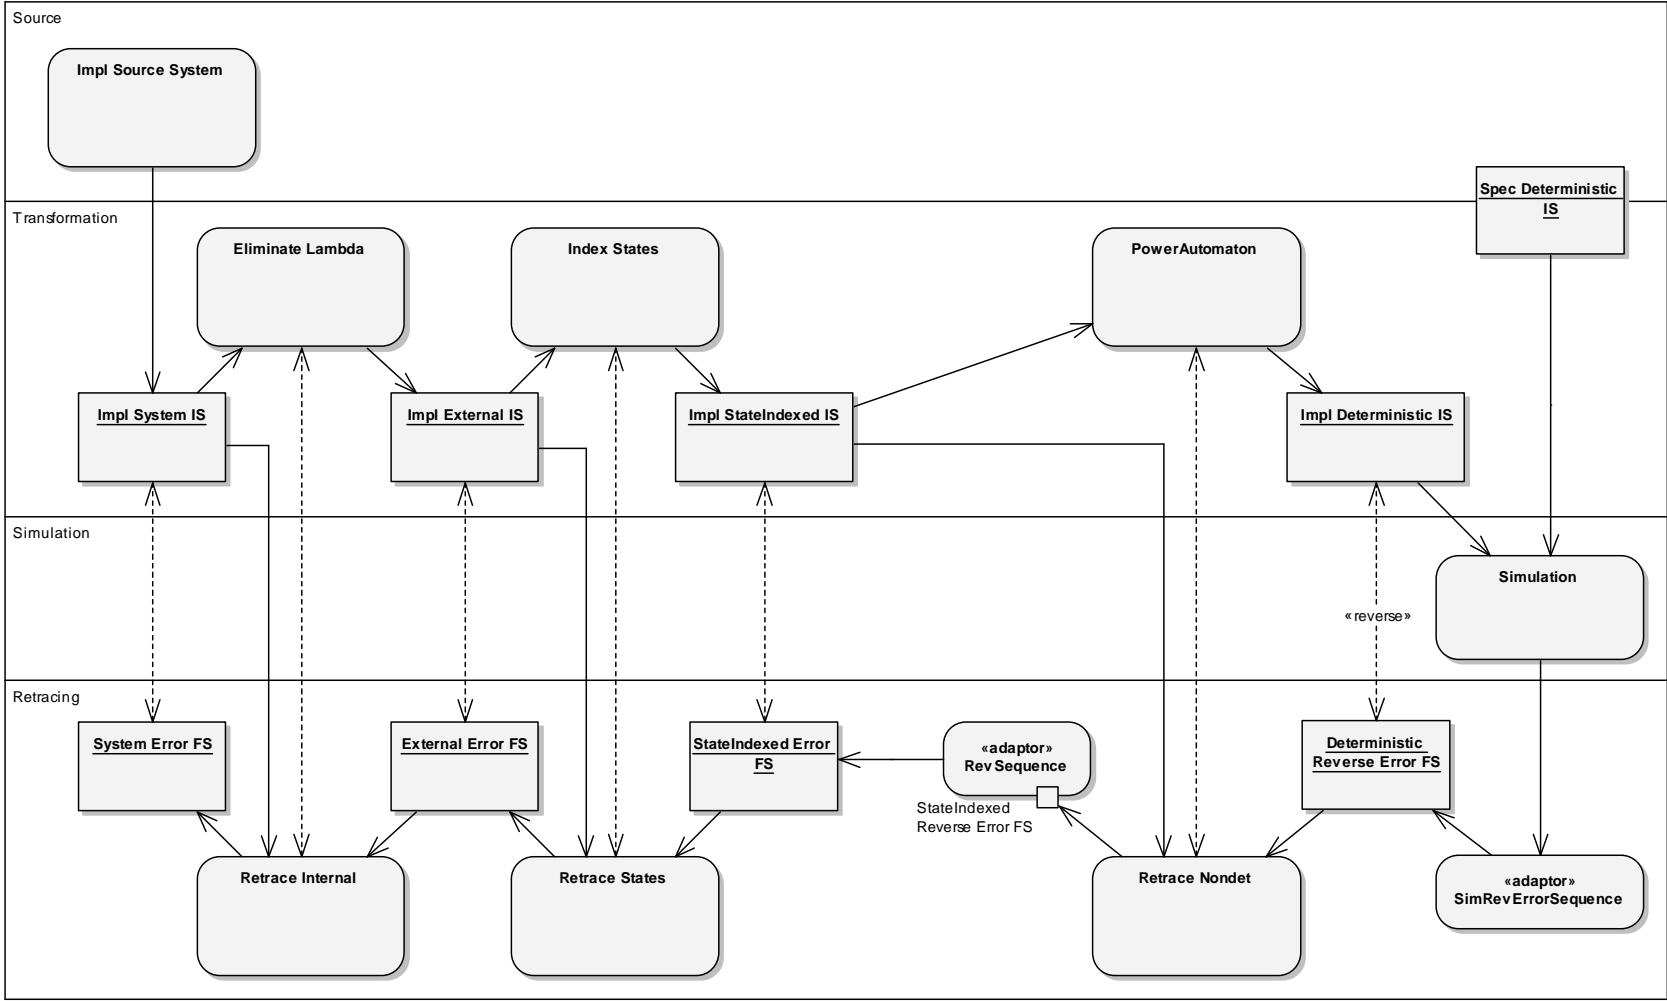 Source
Impl Source System
Spec Deterministic
IS
Transformation
Eliminate Lambda
Index States
PowerAutomaton
Impl System IS
Impl External IS
Impl StateIndexed IS
Impl Deterministic IS
Simulation
Simulation
«reverse»
Retracing
System Error FS
External Error FS
StateIndexed Error
FS
«adaptor»
RevSequence
Deterministic
Reverse Error FS
StateIndexed
Reverse Error FS
Retrace Internal
Retrace States
Retrace Nondet
«adaptor»
SimRevErrorSequence